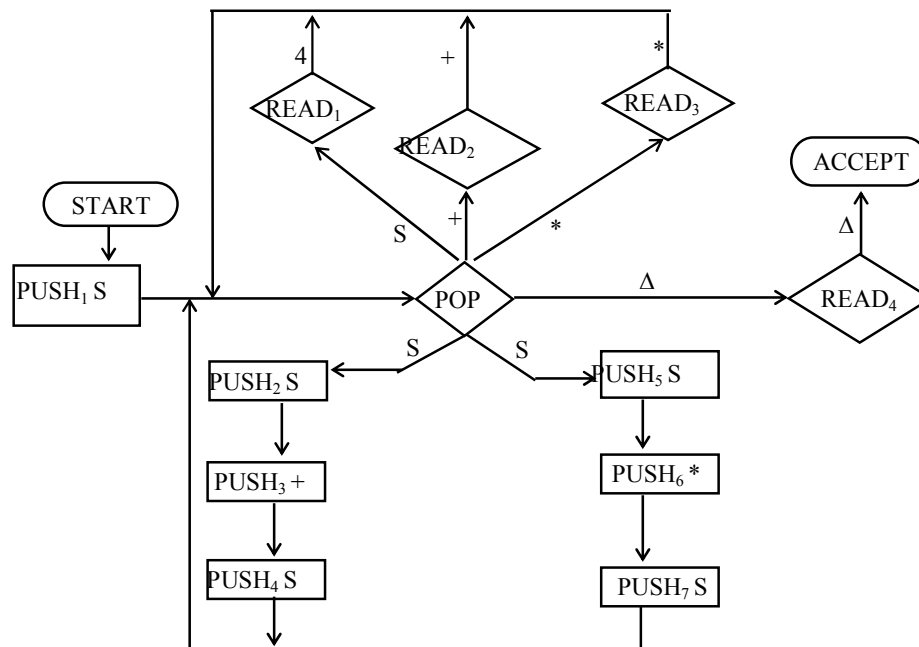 4
+
*
READ₁
READ₂
READ₃
ACCEPT
START
S
+
*
Δ
PUSH₁ S
POP
Δ
READ₄
S
S
PUSH₂ S
PUSH₅ S
PUSH₃ +
PUSH₆ *
PUSH₄ S
PUSH₇ S